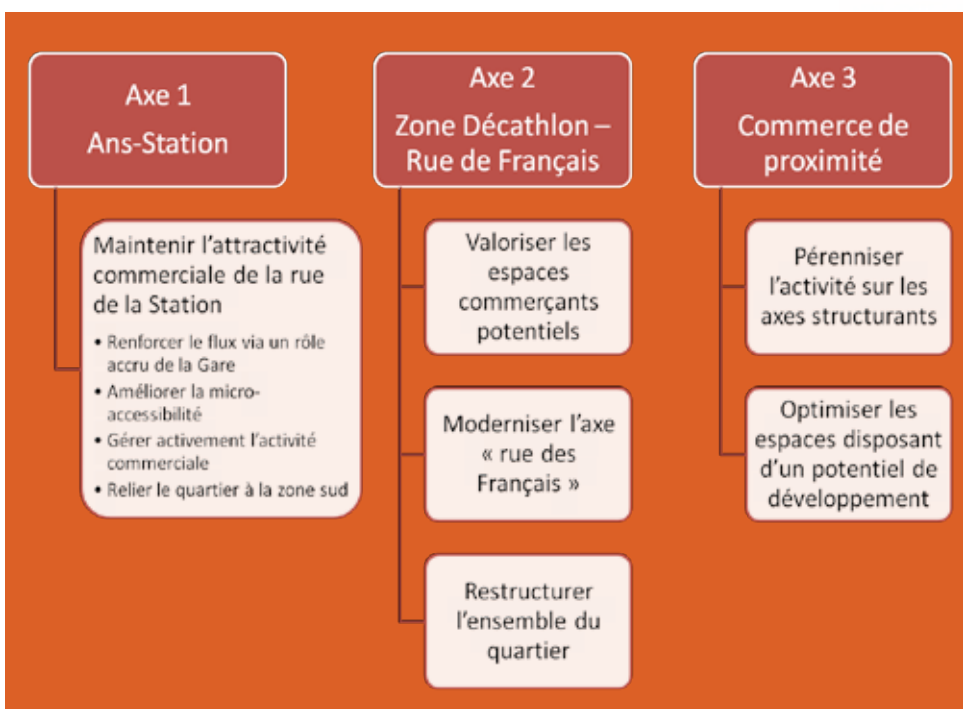 Axe 1
Ans-Station
Maintenir l’attractivité
commerciale de la rue
de la Station
• Renforcer le flux via un rôle
accru de la Gare
• Améliorer la micro-
accessibilité
• Gérer activement l’activité
commerciale
• Relier le quartier à la zone sud
Axe 2
Zone Décathlon –
Rue de Français
Valoriser les
espaces
commerçants
potentiels
Moderniser l’axe
« rue des
Français »
Restructurer
l’ensemble du
quartier
Axe 3
Commerce de
proximité
Pérenniser
l’activité sur les
axes structurants
Optimiser les
espaces disposant
d’un potentiel de
développement